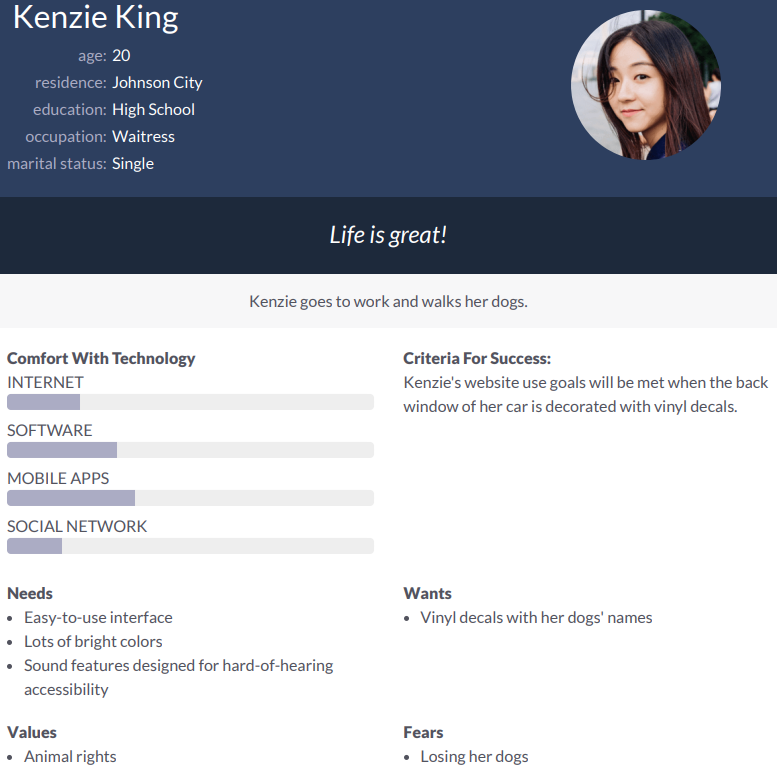 Kenzie King
age: 20
residence: Johnson City
education: High School
occupation: Waitress
marital status: Single
Life is great!
Kenzie goes to work and walks her dogs.
Comfort With Technology
INTERNET
SOFTWARE
MOBILE APPS
SOCIAL NETWORK
Criteria For Success:
Kenzie's website use goals will be met when the back
window of her car is decorated with vinyl decals.
Needs
• Easy-to-use interface
• Lots of bright colors
• Sound features designed for hard-of-hearing
accessibility
Wants
• Vinyl decals with her dogs' names
Values
• Animal rights
Fears
• Losing her dogs